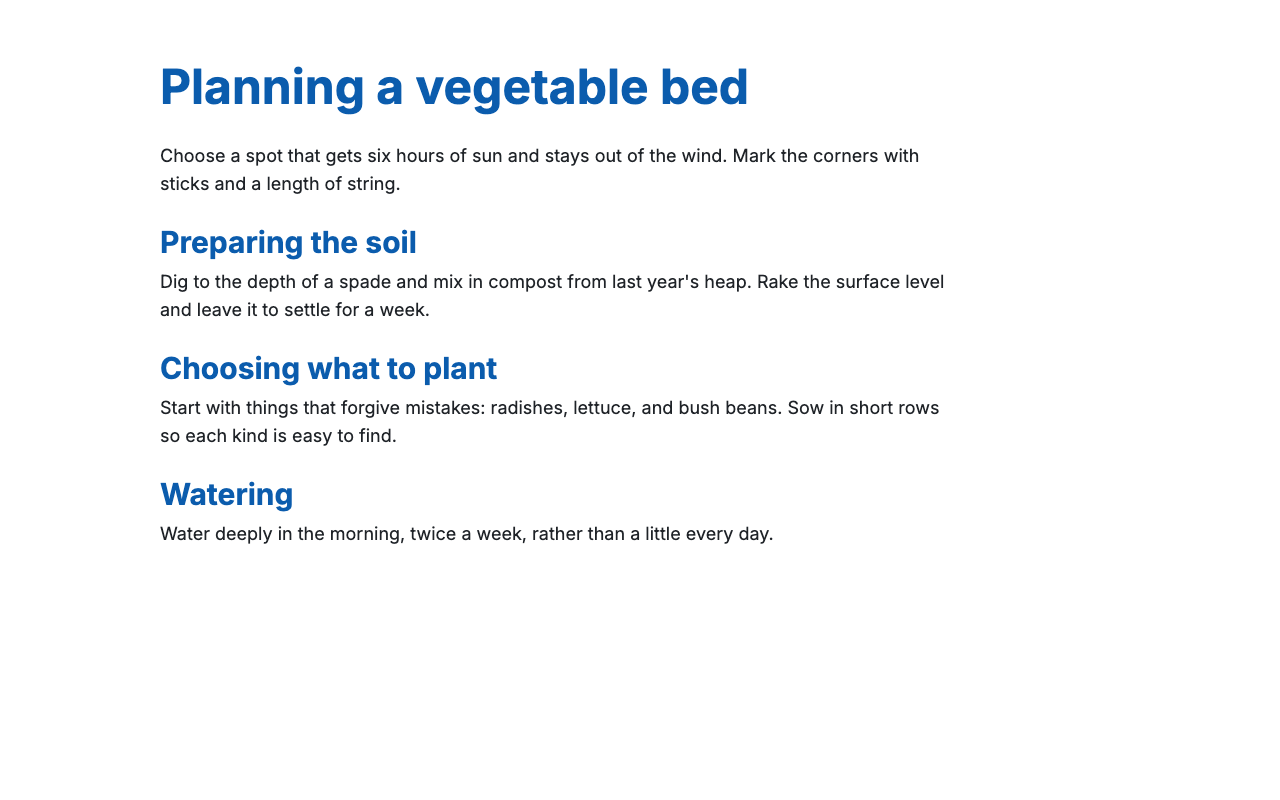 Planning a vegetable bed
Choose a spot that gets six hours of sun and stays out of the wind. Mark the corners with
sticks and a length of string.
Preparing the soil
Dig to the depth of a spade and mix in compost from last year's heap. Rake the surface level
and leave it to settle for a week.
Choosing what to plant
Start with things that forgive mistakes: radishes, lettuce, and bush beans. Sow in short rows
so each kind is easy to find.
Watering
Water deeply in the morning, twice a week, rather than a little every day.